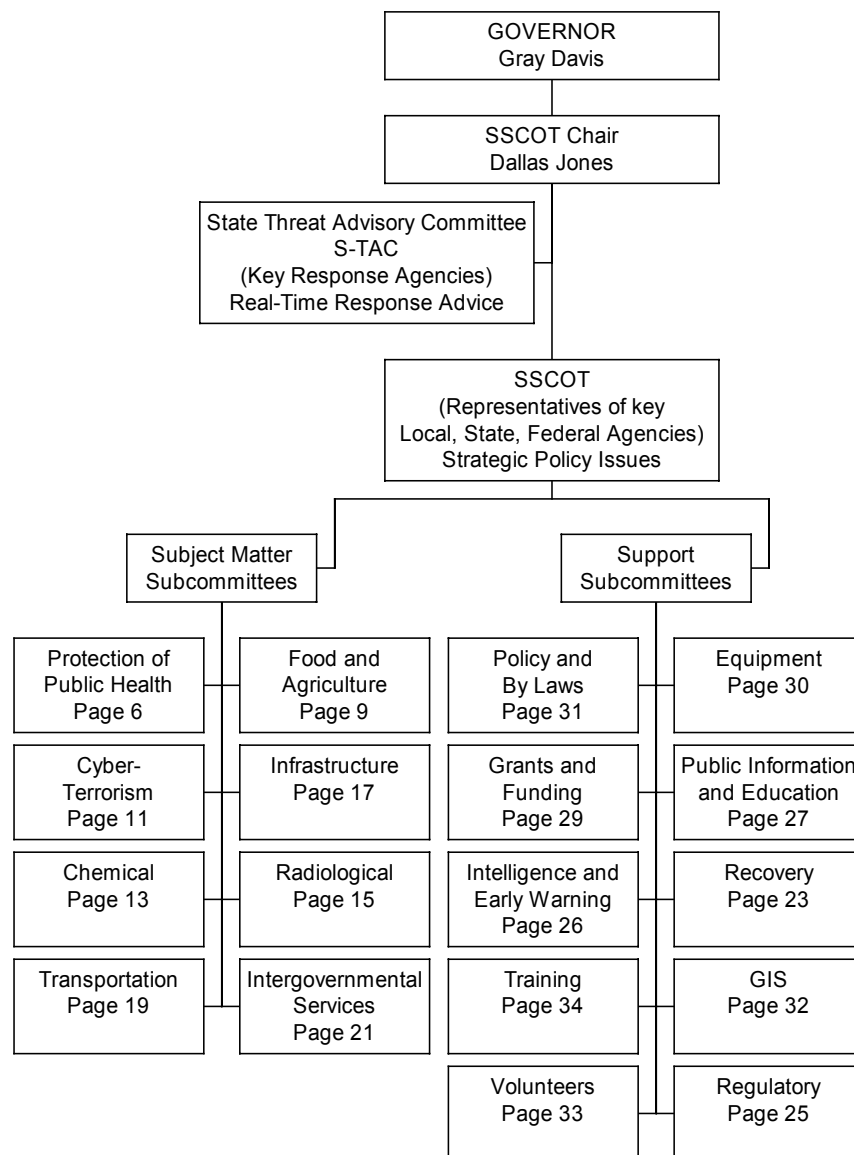 GOVERNOR
Gray Davis
SSCOT Chair
Dallas Jones
State Threat Advisory Committee
S-TAC
(Key Response Agencies)
Real-Time Response Advice
SSCOT
(Representatives of key
Local, State, Federal Agencies)
Strategic Policy Issues
Subject Matter
Subcommittees
Support
Subcommittees
Protection of
Public Health
Page 6
Food and
Agriculture
Page 9
Policy and
By Laws
Page 31
Equipment
Page 30
Cyber-
Terrorism
Page 11
Infrastructure
Page 17
Grants and
Funding
Page 29
Public Information
and Education
Page 27
Chemical
Page 13
Radiological
Page 15
Intelligence and
Early Warning
Page 26
Recovery
Page 23
Transportation
Page 19
Intergovernmental
Services
Page 21
Training
Page 34
GIS
Page 32
Volunteers
Page 33
Regulatory
Page 25